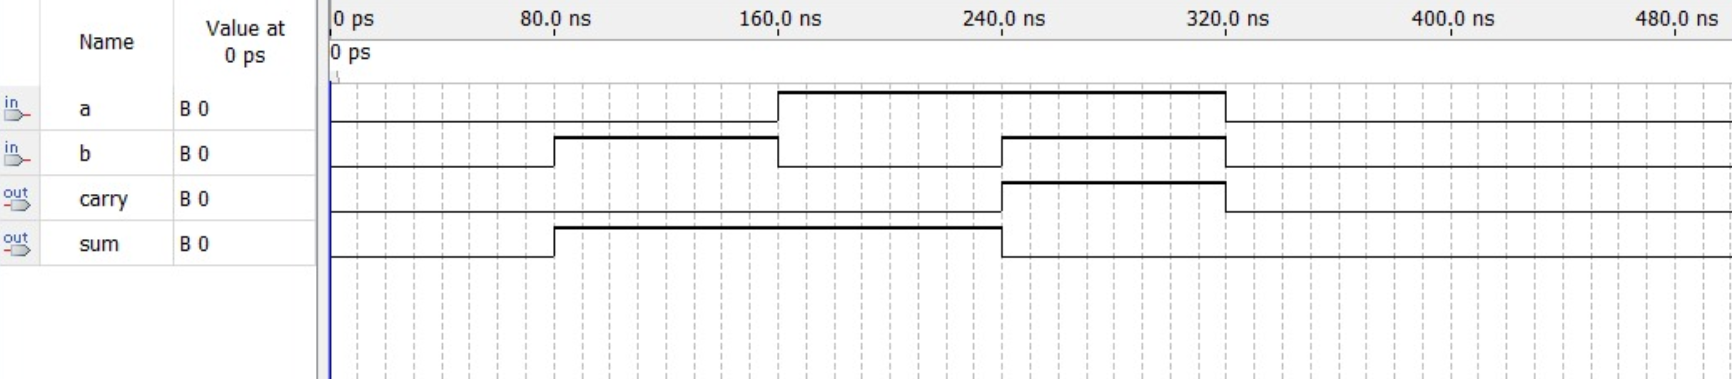 Name Value at 0 ps
0 ps 80.0 ns 160.0 ns 240.0 ns 320.0 ns 400.0 ns 480.0 ns
0 ps
in a B 0
in b B 0
out carry B 0
out sum B 0